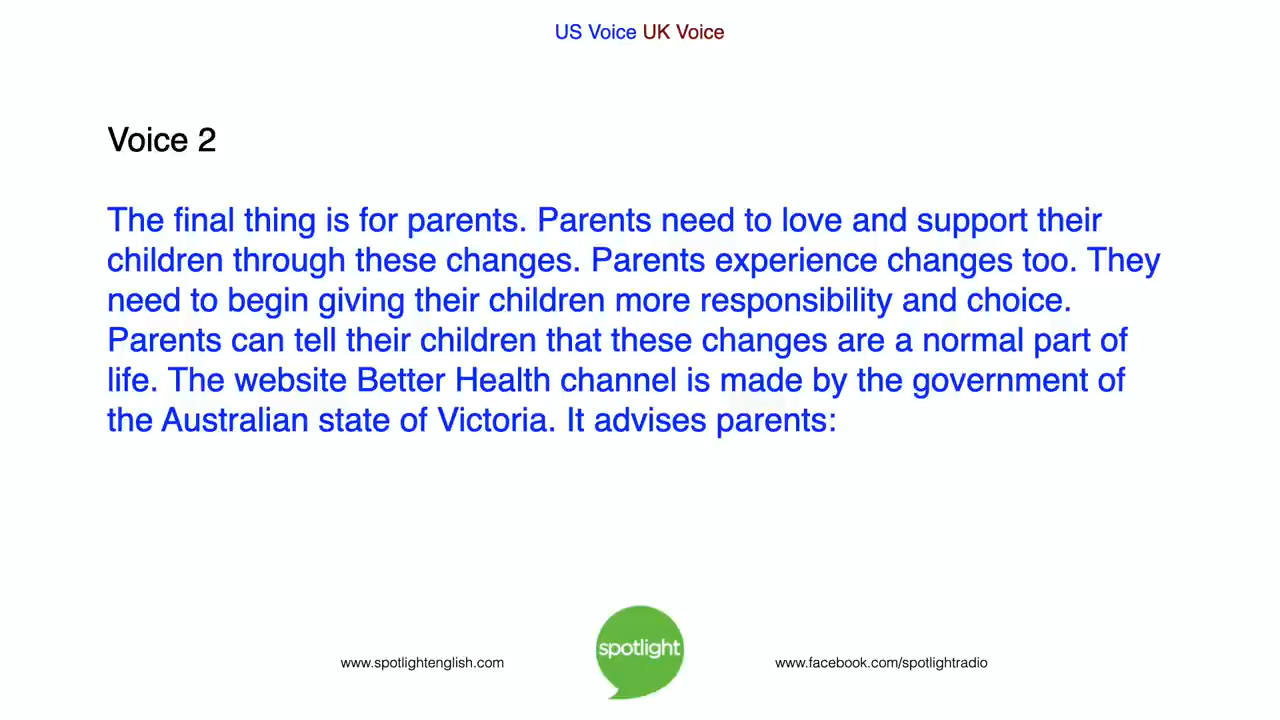 US Voice UK Voice
Voice 2
The final thing is for parents. Parents need to love and support their
children through these changes. Parents experience changes too. They
need to begin giving their children more responsibility and choice.
Parents can tell their children that these changes are a normal part of
life. The website Better Health channel is made by the government of
the Australian state of Victoria. It advises parents:
www.spotlightenglish.com
spotlight
www.facebook.com/spotlightradio